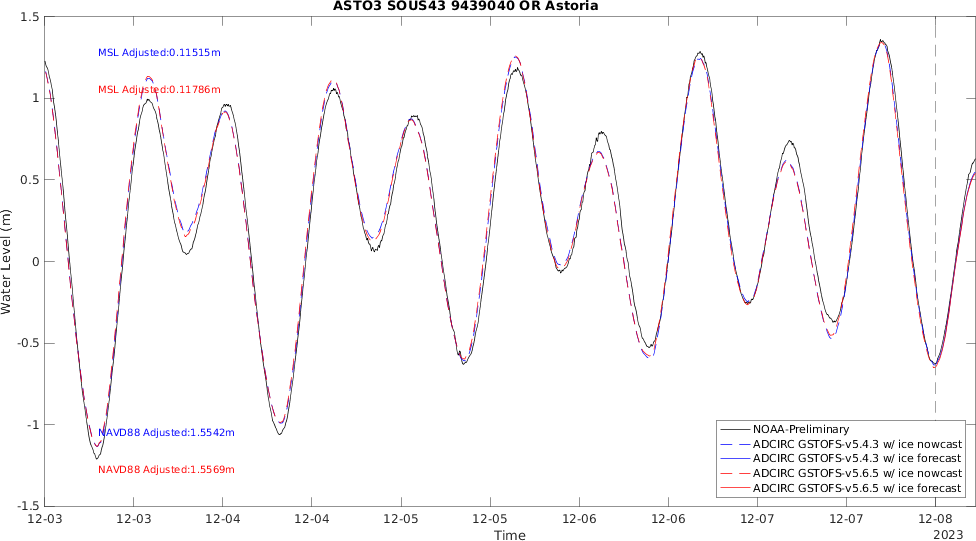 ASTO3 SOUS43 9439040 OR Astoria
1.5
1
0.5
0
-0.5
-1
-1.5
Water Level (m)
MSL Adjusted:0.11515m
MSL Adjusted:0.11786m
NAVD88 Adjusted:1.5542m
NAVD88 Adjusted:1.5569m
NOAA-Preliminary
ADCIRC GSTOFS-v5.4.3 w/ ice nowcast
ADCIRC GSTOFS-v5.4.3 w/ ice forecast
ADCIRC GSTOFS-v5.6.5 w/ ice nowcast
ADCIRC GSTOFS-v5.6.5 w/ ice forecast
12-03 12-03 12-04 12-04 12-05 12-05 12-06 12-06 12-07 12-07 12-08
Time 2023